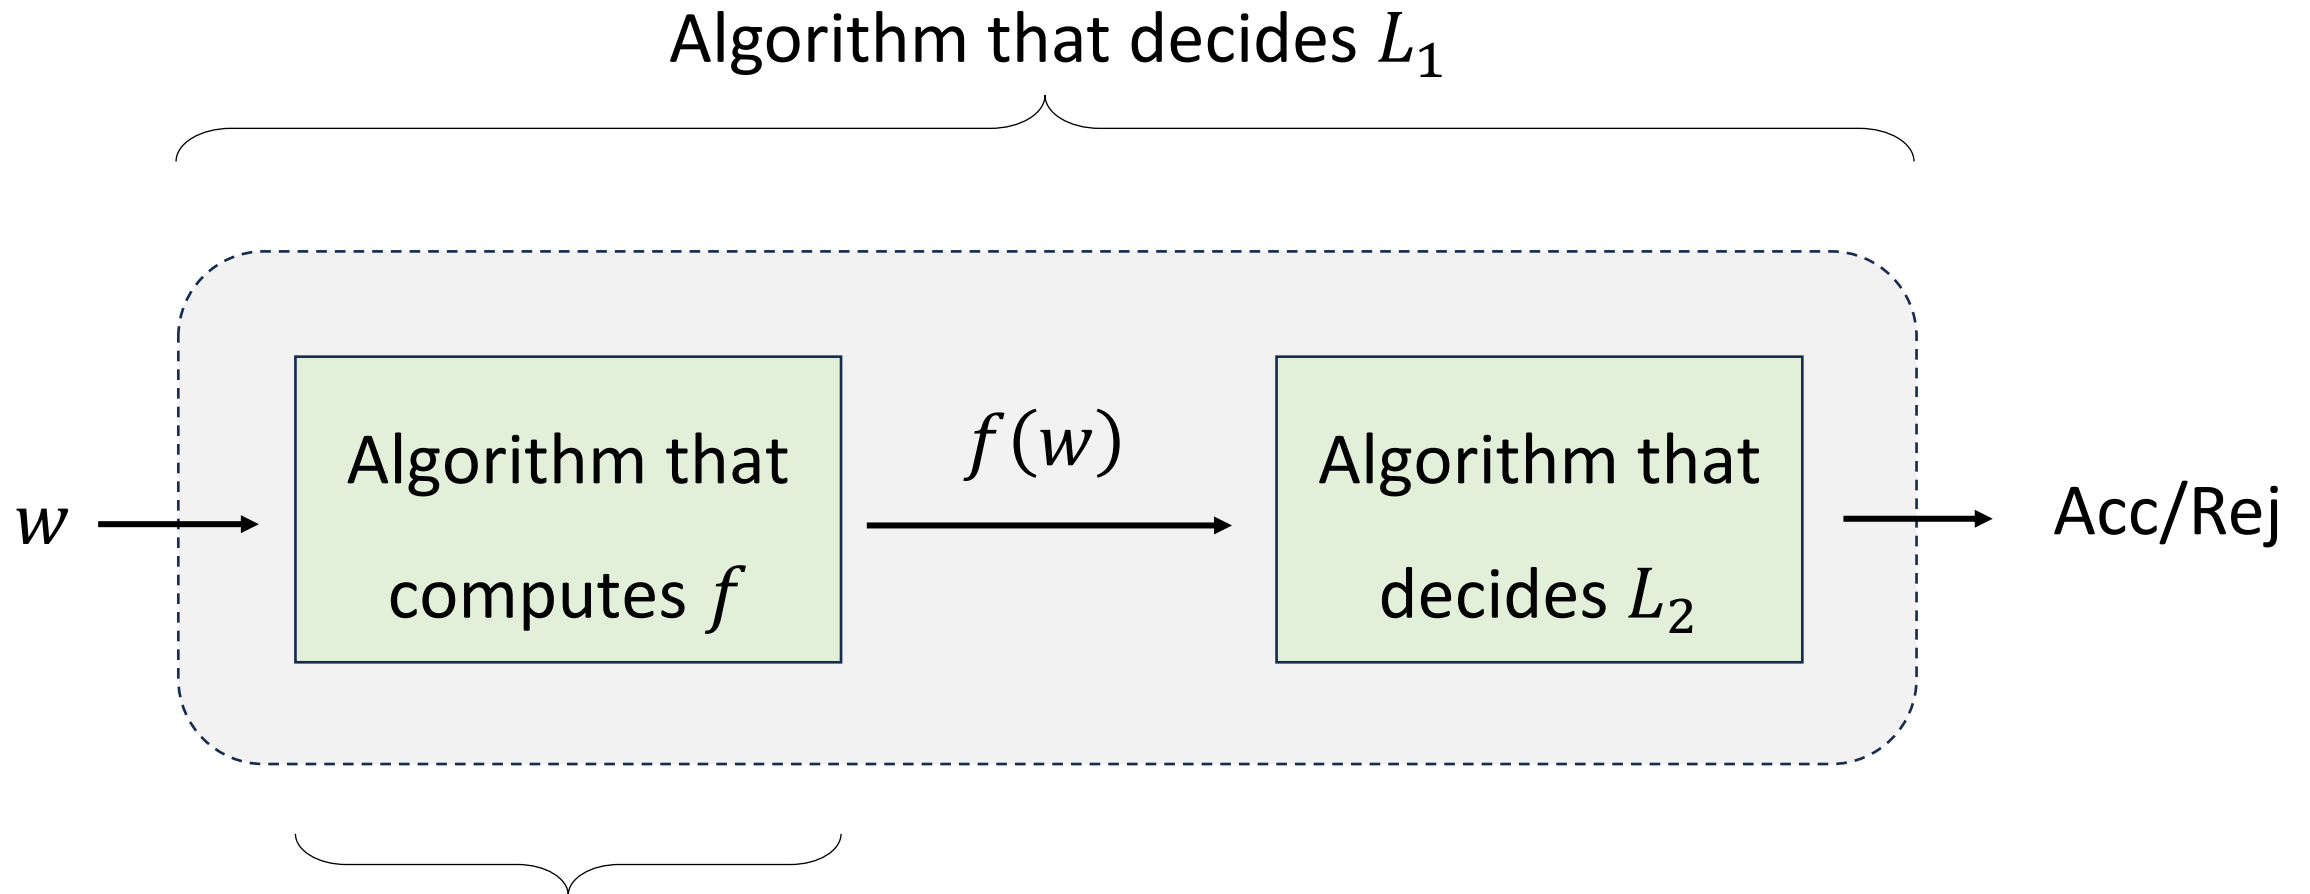 Algorithm that decides L₁
w
Algorithm that
computes f
f(w)
Algorithm that
decides L₂
Acc/Rej